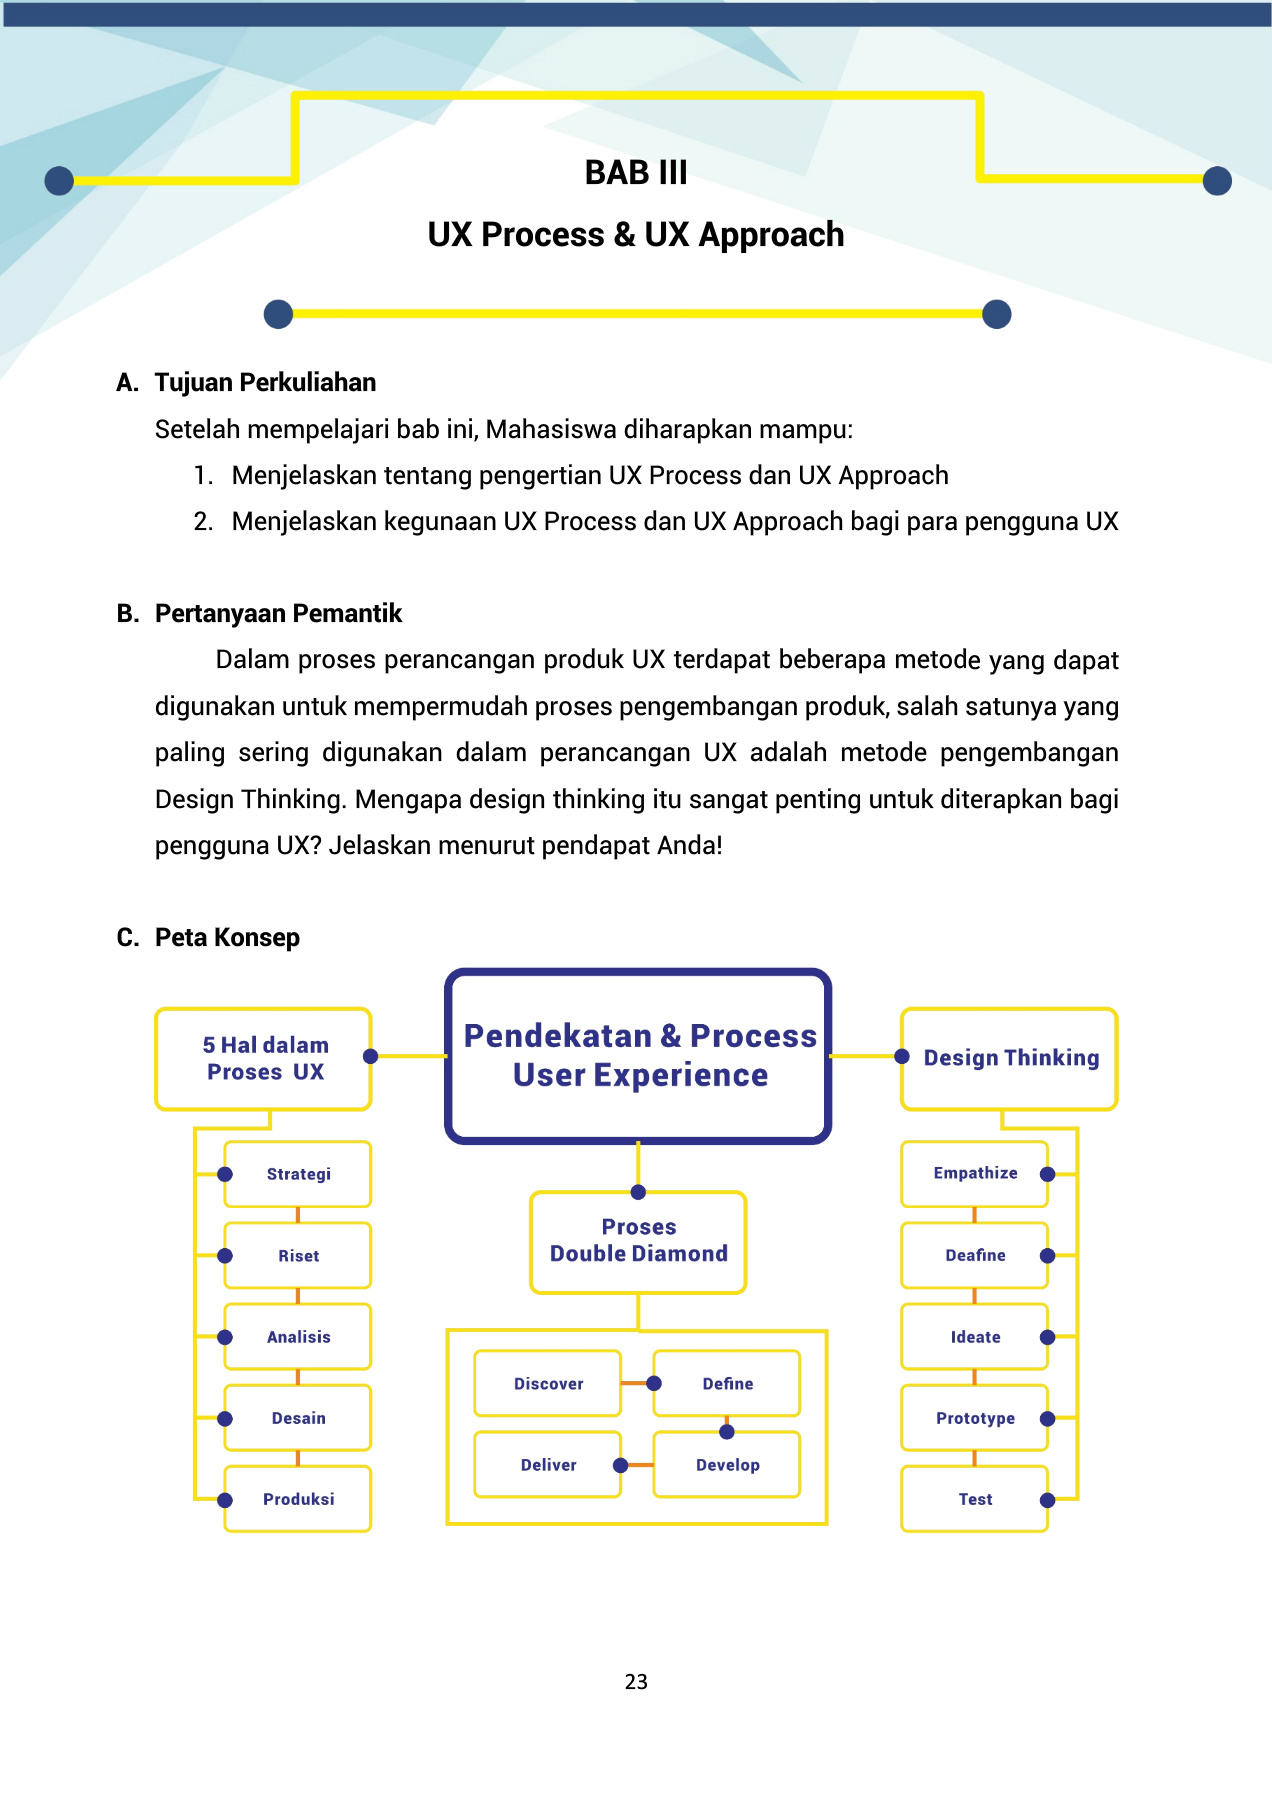 BAB III
UX Process & UX Approach
A. Tujuan Perkuliahan
Setelah mempelajari bab ini, Mahasiswa diharapkan mampu:
1. Menjelaskan tentang pengertian UX Process dan UX Approach
2. Menjelaskan kegunaan UX Process dan UX Approach bagi para pengguna UX
B. Pertanyaan Pemantik
Dalam proses perancangan produk UX terdapat beberapa metode yang dapat
digunakan untuk mempermudah proses pengembangan produk, salah satunya yang
paling sering digunakan dalam perancangan UX adalah metode pengembangan
Design Thinking. Mengapa design thinking itu sangat penting untuk diterapkan bagi
pengguna UX? Jelaskan menurut pendapat Anda!
C. Peta Konsep
Pendekatan & Process
User Experience
5 Hal dalam
Proses UX
Strategi
Riset
Analisis
Desain
Produksi
Proses
Double Diamond
Discover
Define
Deliver
Develop
Design Thinking
Empathize
Deafine
Ideate
Prototype
Test
23